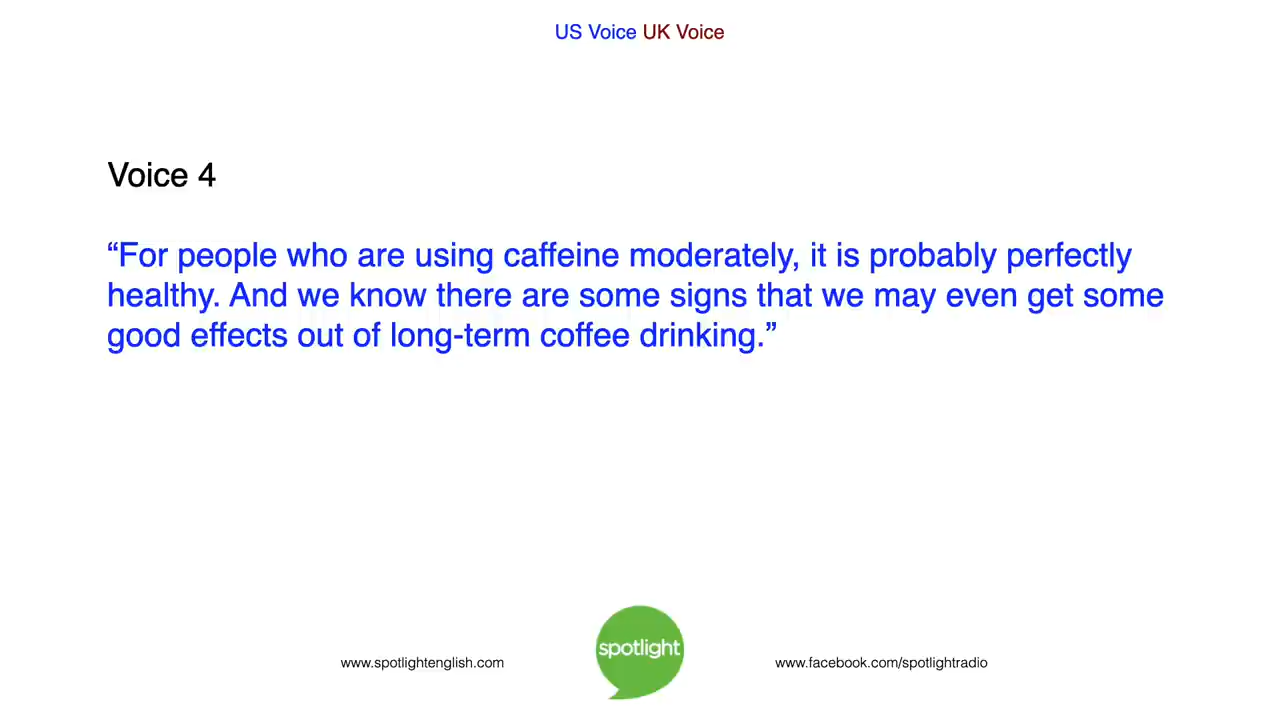 US Voice UK Voice
Voice 4
“For people who are using caffeine moderately, it is probably perfectly
healthy. And we know there are some signs that we may even get some
good effects out of long-term coffee drinking.”
spotlight
www.spotlightenglish.com
www.facebook.com/spotlightradio